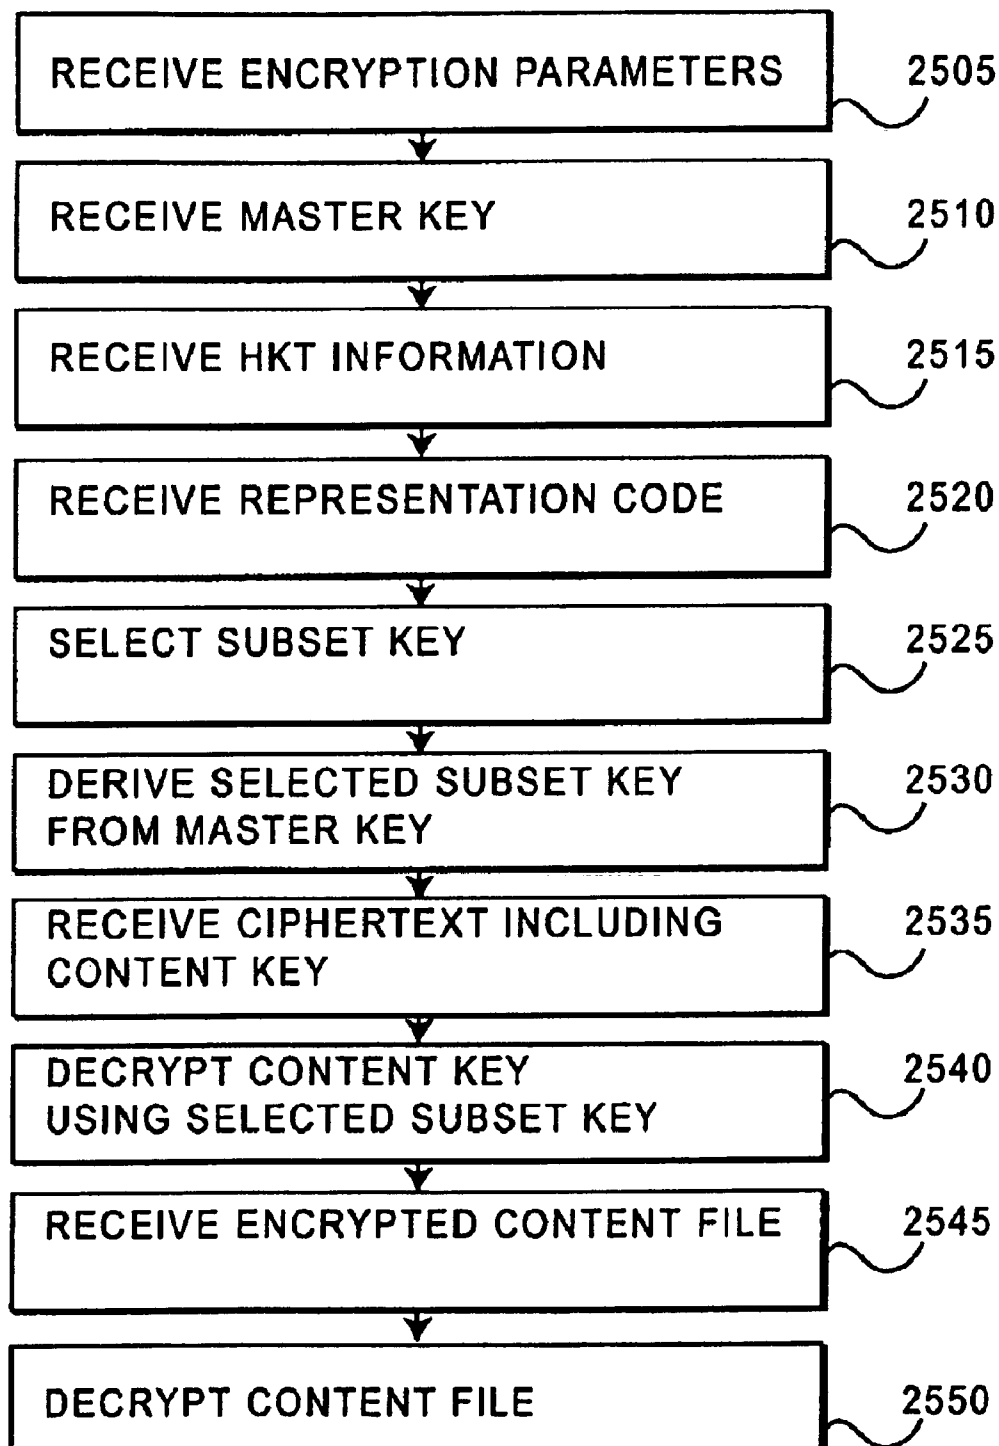 RECEIVE ENCRYPTION PARAMETERS
2505
RECEIVE MASTER KEY
2510
RECEIVE HKT INFORMATION
2515
RECEIVE REPRESENTATION CODE
2520
SELECT SUBSET KEY
2525
DERIVE SELECTED SUBSET KEY
FROM MASTER KEY
2530
RECEIVE CIPHERTEXT INCLUDING
CONTENT KEY
2535
DECRYPT CONTENT KEY
USING SELECTED SUBSET KEY
2540
RECEIVE ENCRYPTED CONTENT FILE
2545
DECRYPT CONTENT FILE
2550